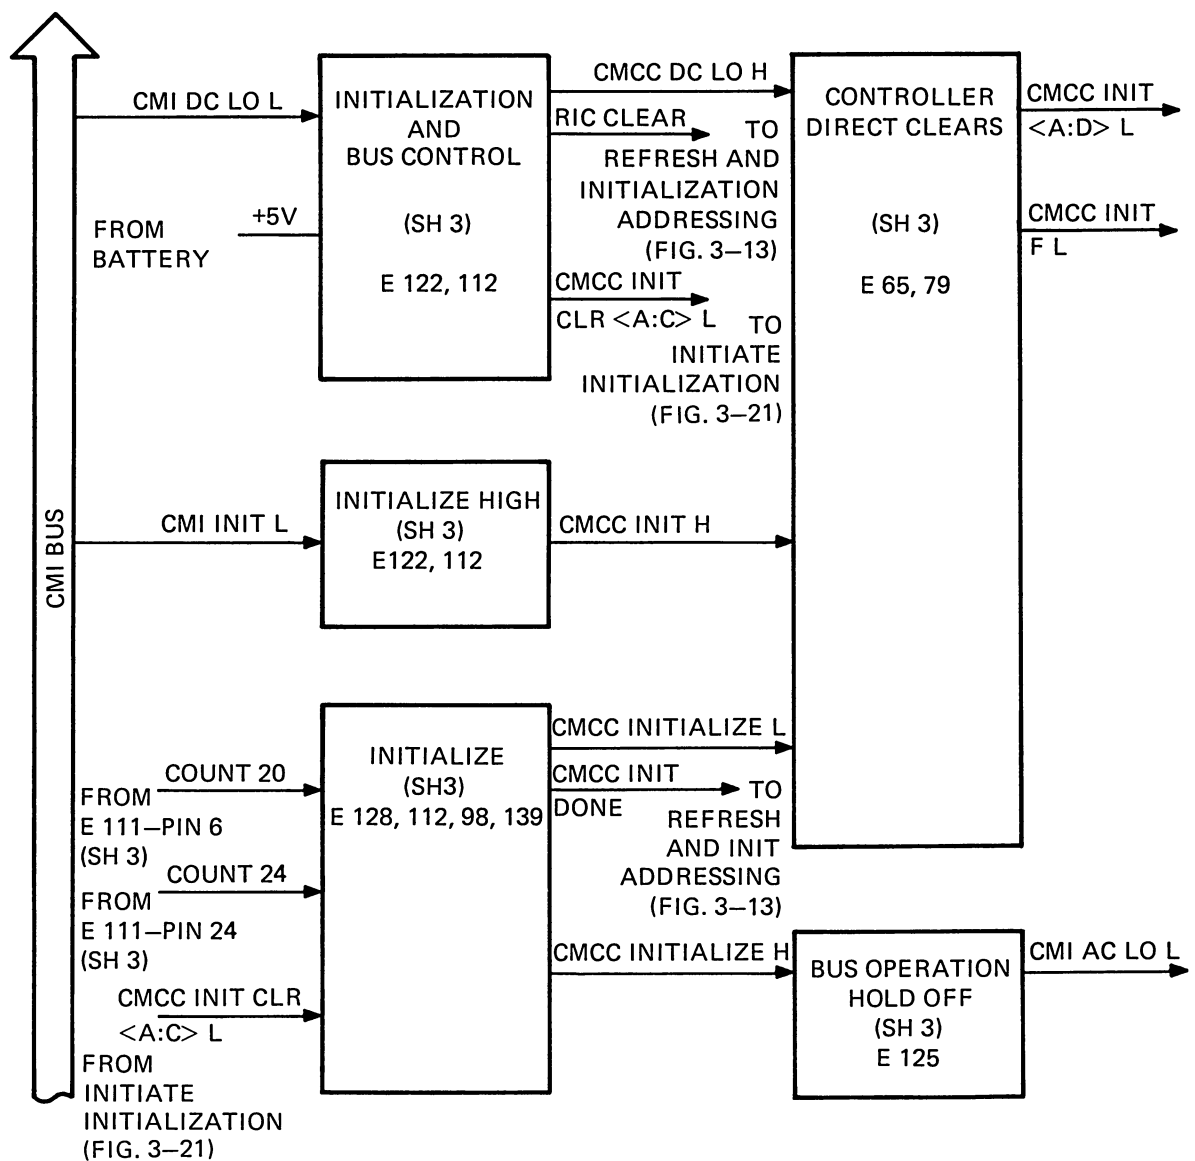 CMI BUS
CMI DC LO L
FROM
BATTERY
+5V
INITIALIZATION
AND
BUS CONTROL
(SH 3)
E 122, 112
CMCC DC LO H
RIC CLEAR
TO
REFRESH AND
INITIALIZATION
ADDRESSING
(FIG. 3–13)
CMCC INIT
CLR <A:C> L
TO
INITIATE
INITIALIZATION
(FIG. 3–21)
CONTROLLER
DIRECT CLEARS
(SH 3)
E 65, 79
CMCC INIT
<A:D> L
CMCC INIT
F L
CMI INIT L
INITIALIZE HIGH
(SH 3)
E122, 112
CMCC INIT H
COUNT 20
FROM
E 111–PIN 6
(SH 3)
COUNT 24
FROM
E 111–PIN 24
(SH 3)
CMCC INIT CLR
<A:C> L
FROM
INITIATE
INITIALIZATION
(FIG. 3–21)
INITIALIZE
(SH3)
E 128, 112, 98, 139
CMCC INITIALIZE L
CMCC INIT
DONE
TO
REFRESH
AND INIT
ADDRESSING
(FIG. 3–13)
CMCC INITIALIZE H
BUS OPERATION
HOLD OFF
(SH 3)
E 125
CMI AC LO L